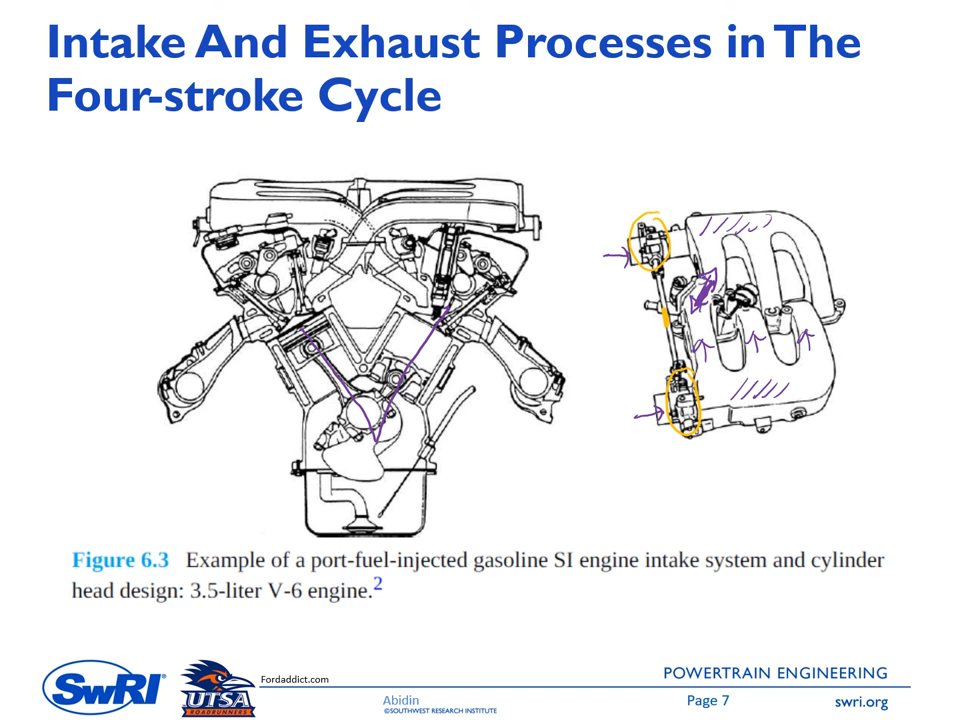 Intake And Exhaust Processes in The
Four-stroke Cycle
Figure 6.3 Example of a port-fuel-injected gasoline SI engine intake system and cylinder
head design: 3.5-liter V-6 engine.2
SwRI
UTSA
ROADRUNNERS
Fordaddict.com
POWERTRAIN ENGINEERING
Abidin
©SOUTHWEST RESEARCH INSTITUTE
Page 7
swri.org